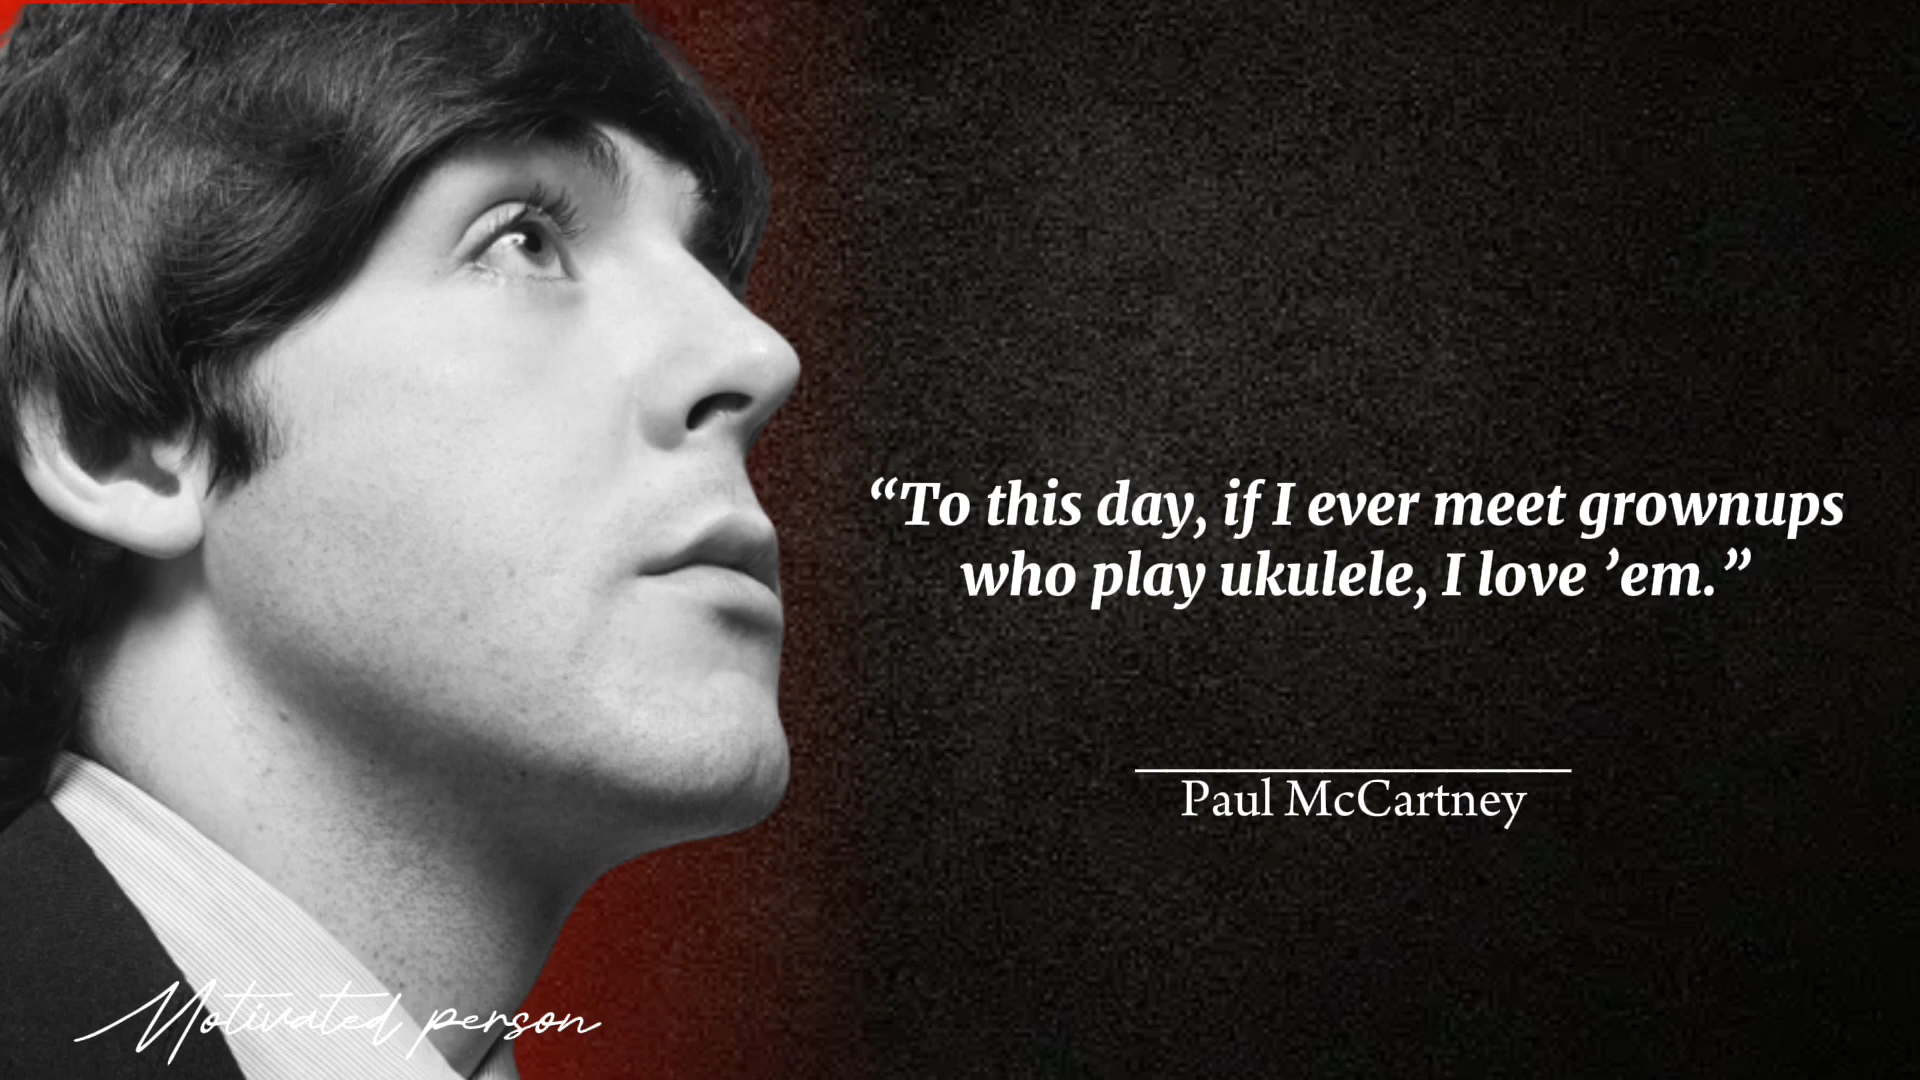 “To this day, if I ever meet grownups
who play ukulele, I love ’em.”
Paul McCartney
Motivated person